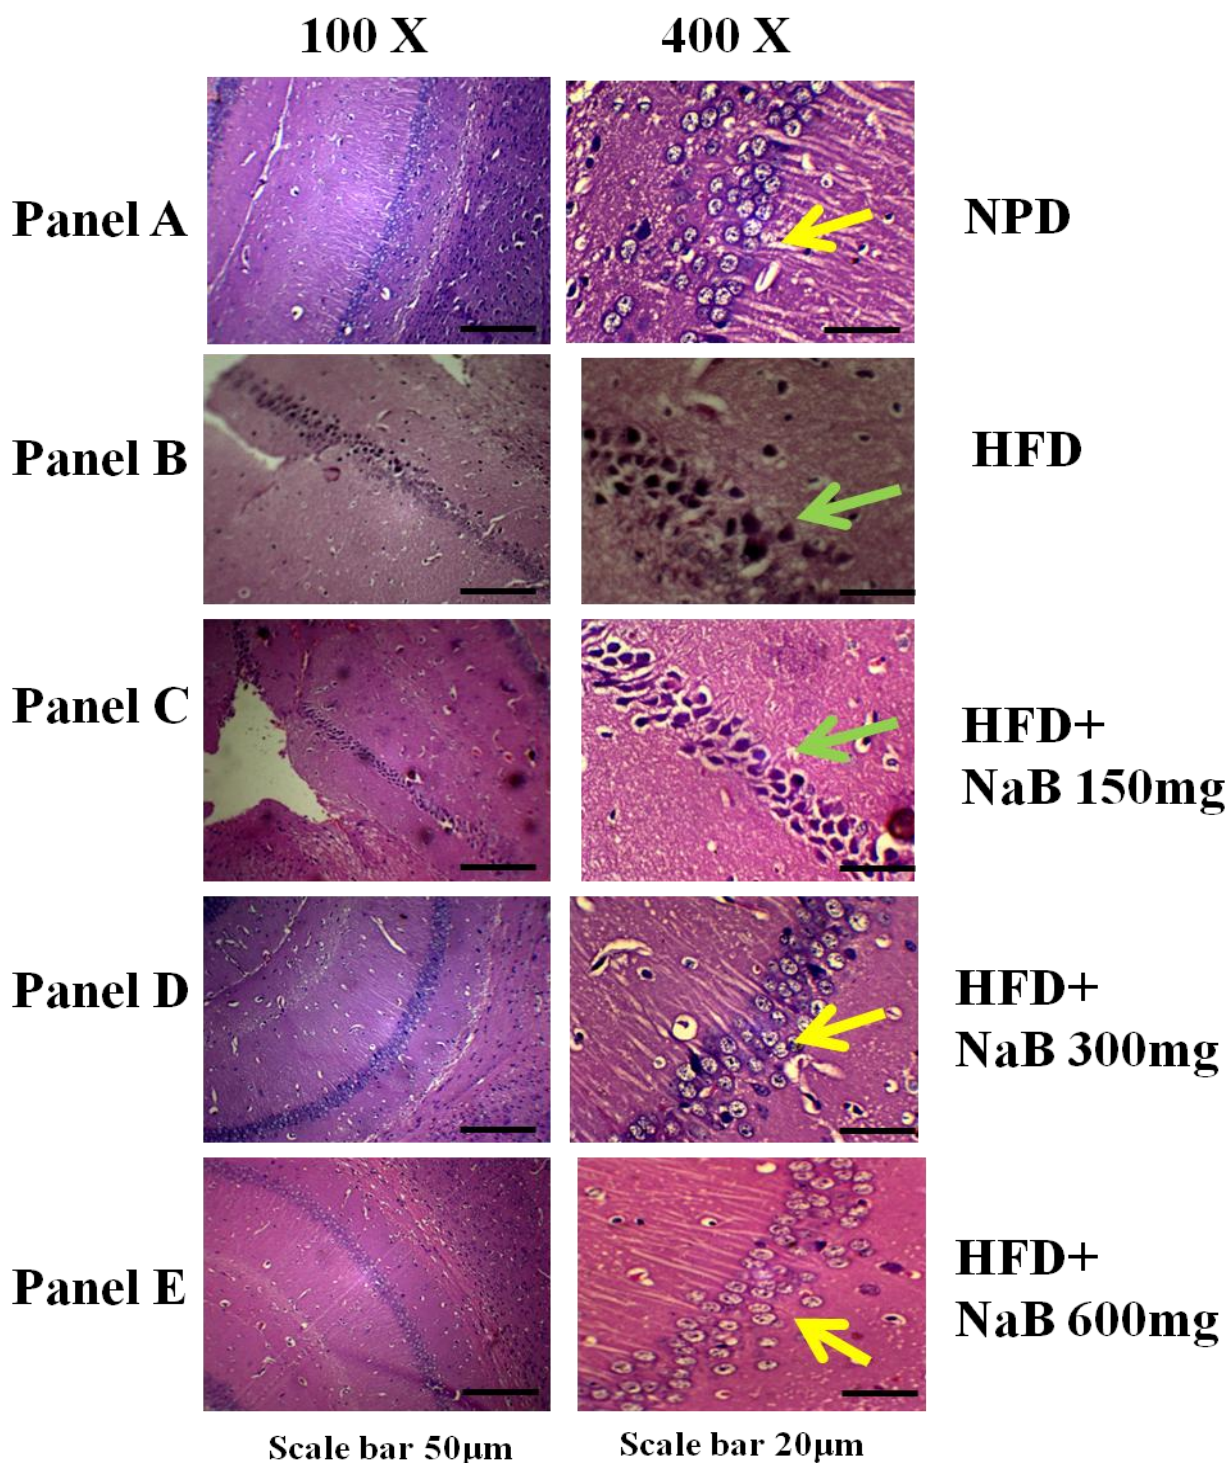 100 X
400 X
Panel A
NPD
Panel B
HFD
Panel C
HFD+
NaB 150mg
Panel D
HFD+
NaB 300mg
Panel E
HFD+
NaB 600mg
Scale bar 50µm
Scale bar 20µm